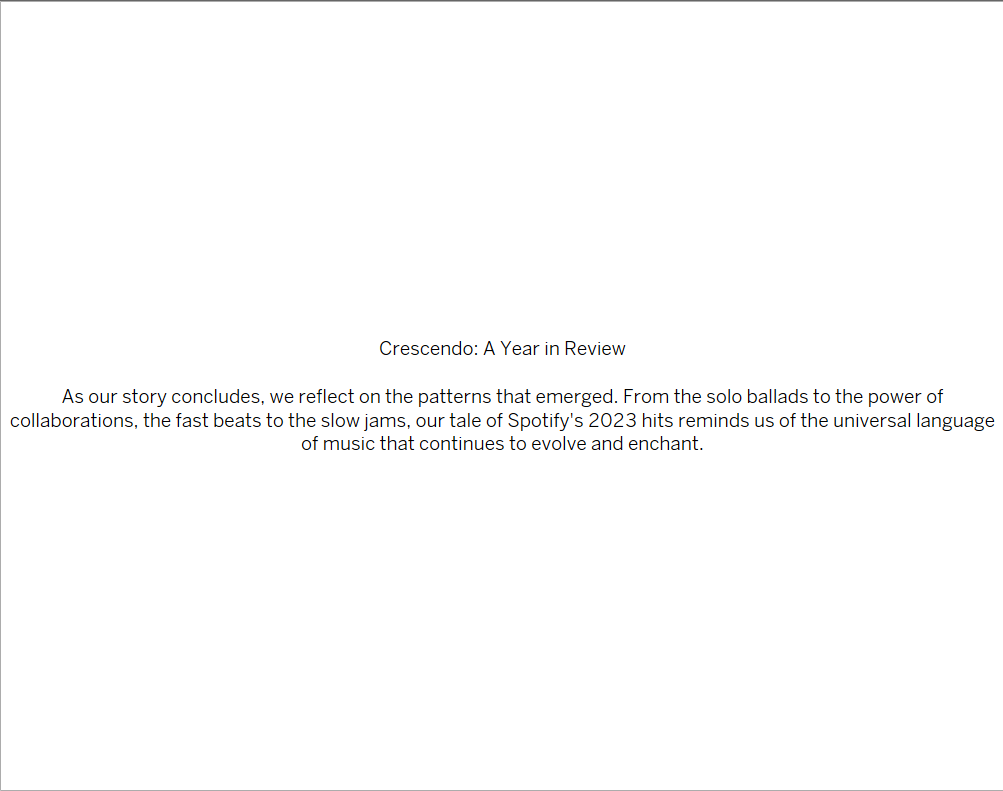 Crescendo: A Year in Review
As our story concludes, we reflect on the patterns that emerged. From the solo ballads to the power of
collaborations, the fast beats to the slow jams, our tale of Spotify's 2023 hits reminds us of the universal language
of music that continues to evolve and enchant.